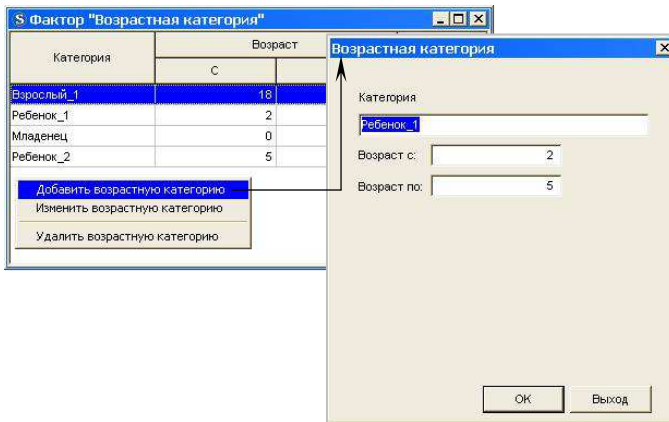 Фактор "Возрастная категория"
Категория
Возраст
С
Взрослый_1 18
Ребенок_1 2
Младенец 0
Ребенок_2 5
Добавить возрастную категорию
Изменить возрастную категорию
Удалить возрастную категорию
Возрастная категория
Категория
Ребенок_1
Возраст с: 2
Возраст по: 5
ОК Выход